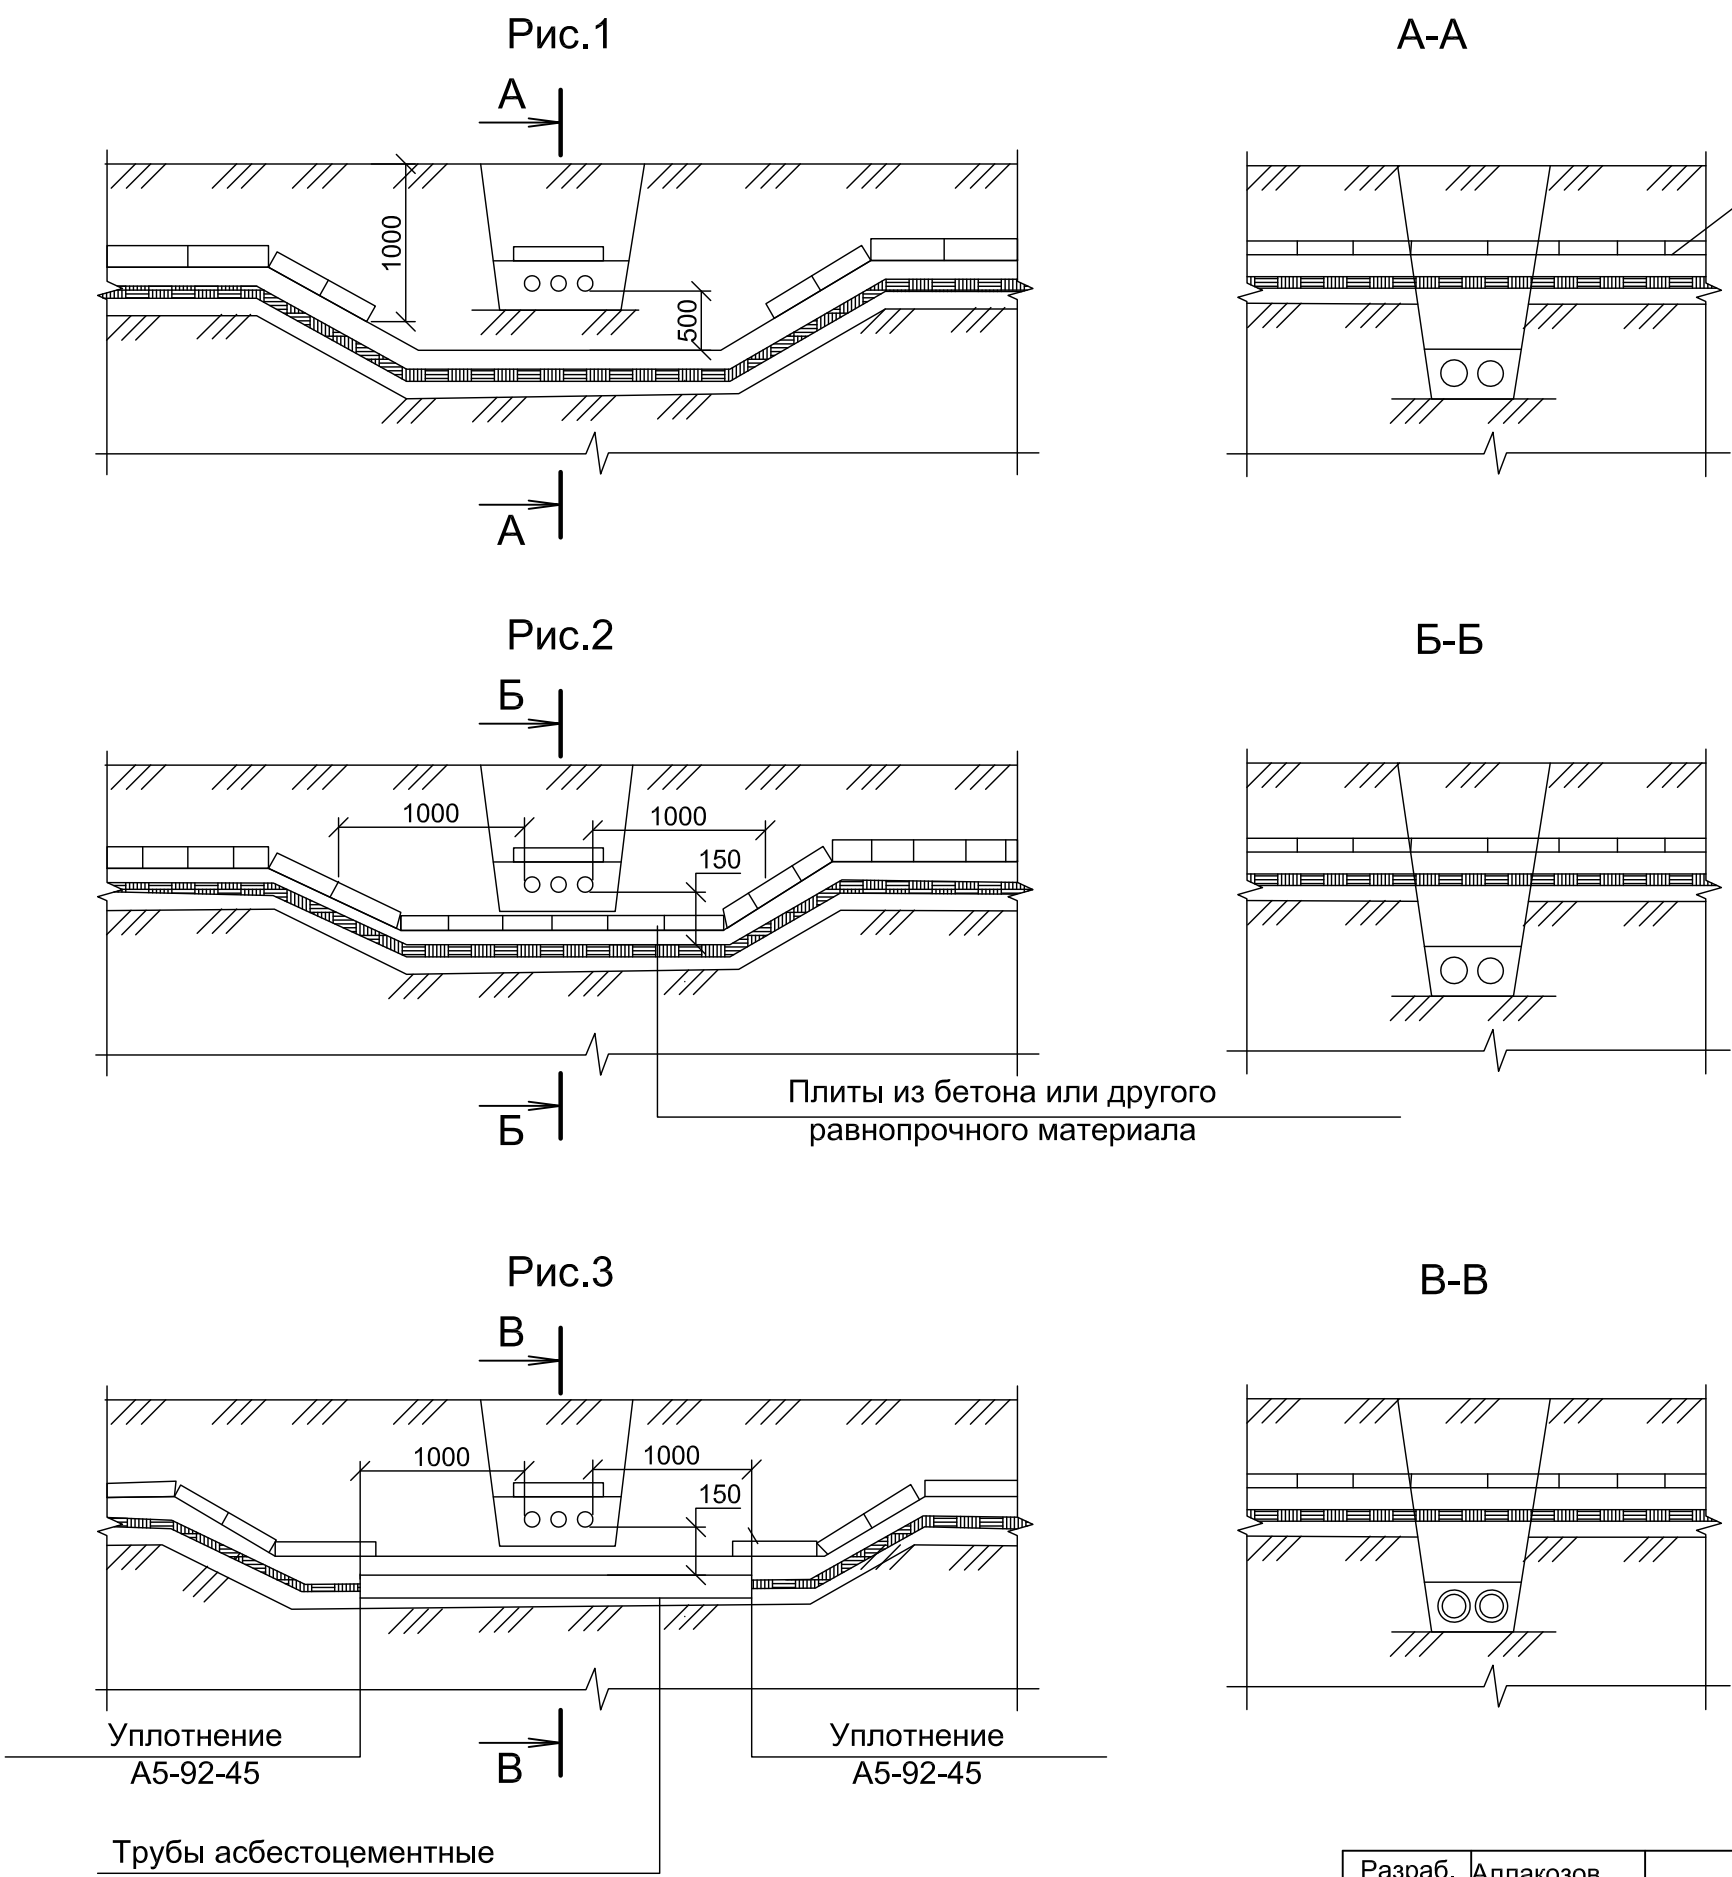 Рис.1
А-А
А
1000
500
А
Рис.2
Б-Б
Б
1000
1000
150
Плиты из бетона или другого
равнопрочного материала
Б
Рис.3
В-В
В
1000
1000
150
Уплотнение
А5-92-45
В
Уплотнение
А5-92-45
Трубы асбестоцементные
Разраб.